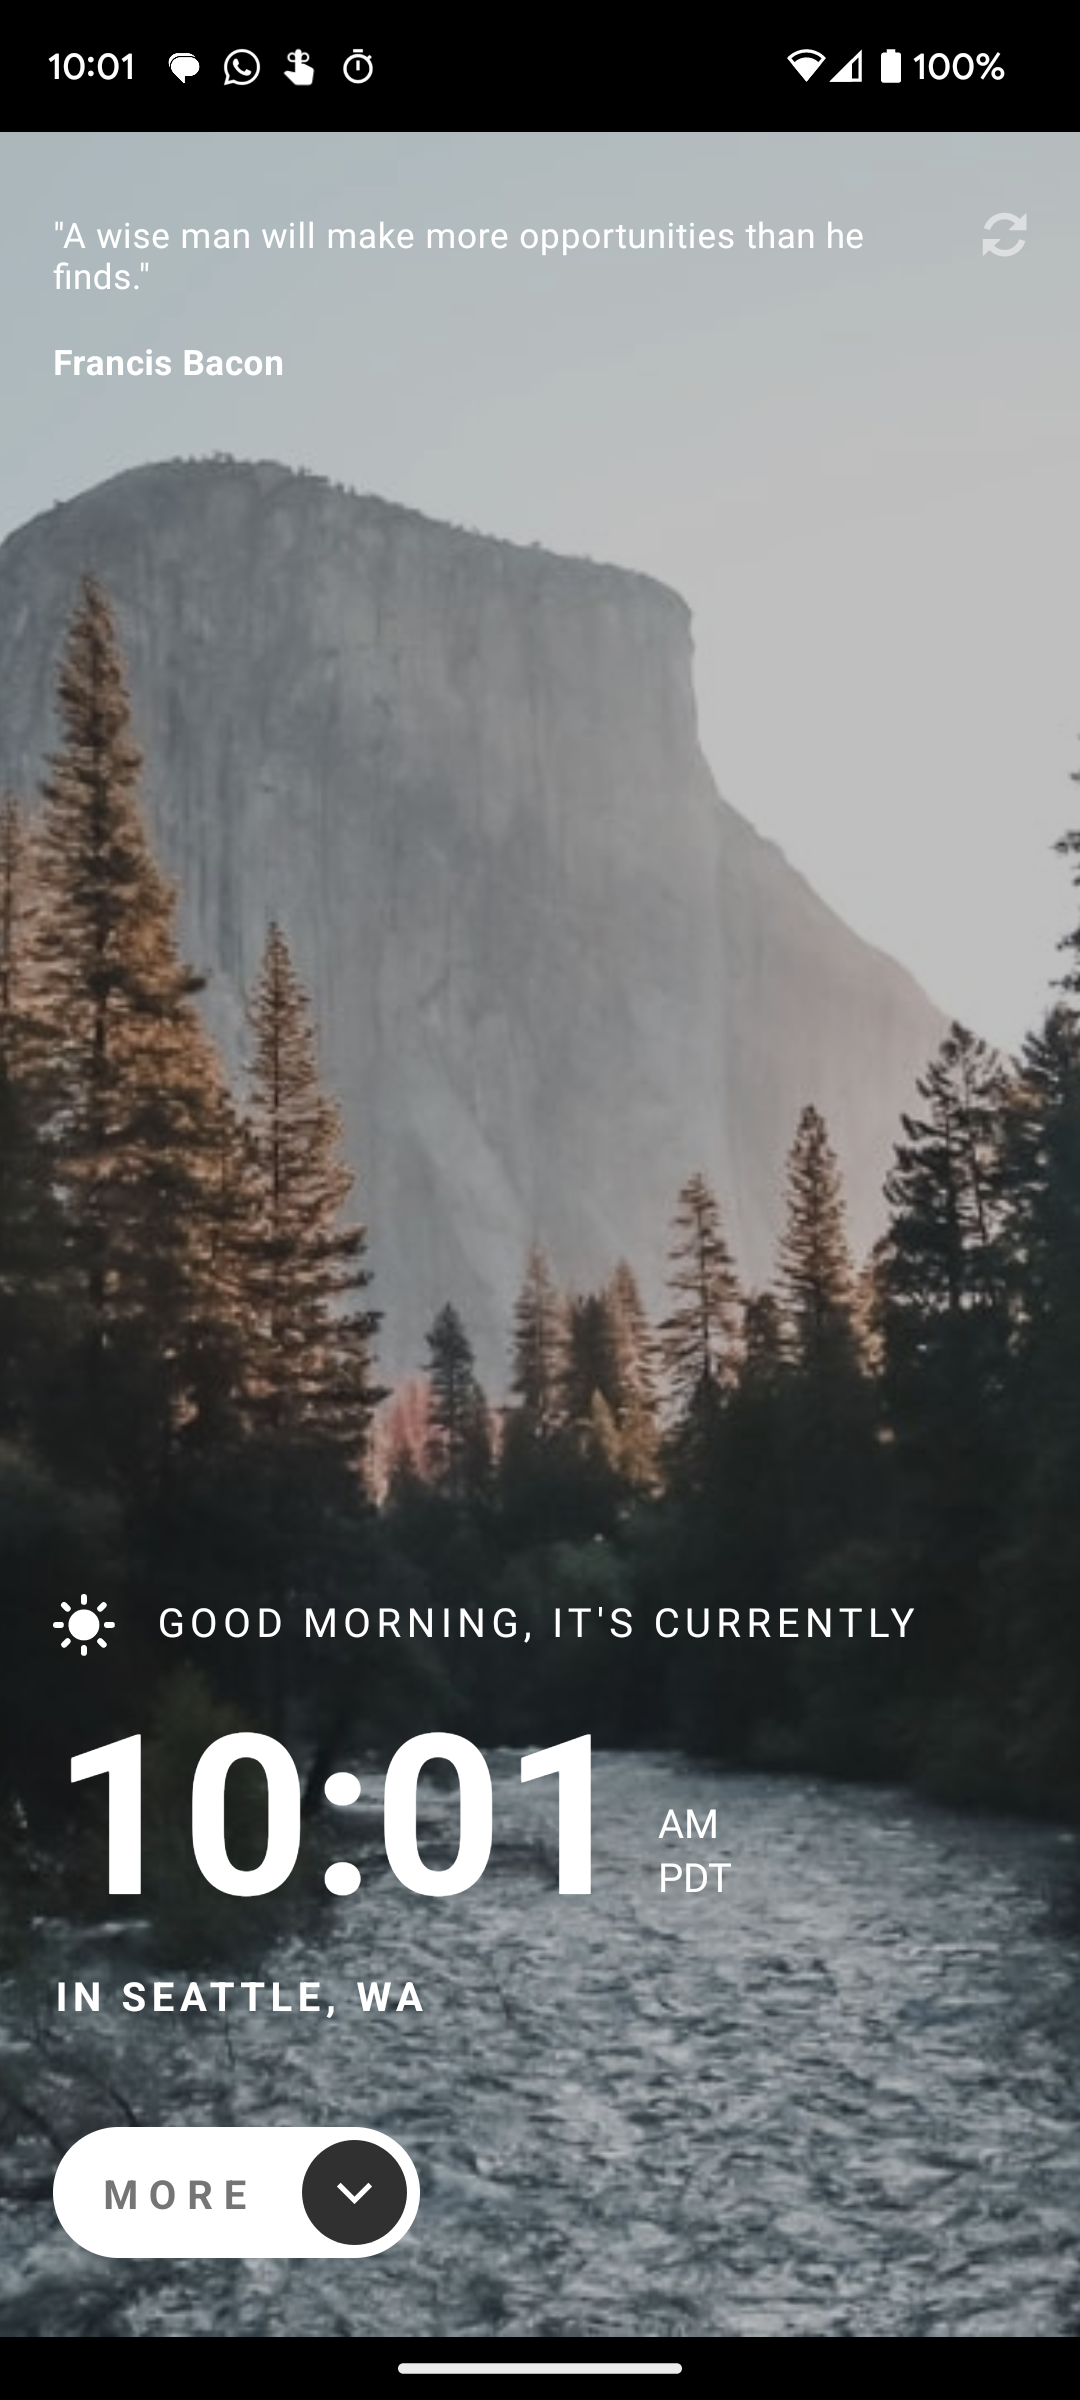 10:01 100%
"A wise man will make more opportunities than he
finds."
Francis Bacon
GOOD MORNING, IT'S CURRENTLY
10:01
AM
PDT
IN SEATTLE, WA
MORE